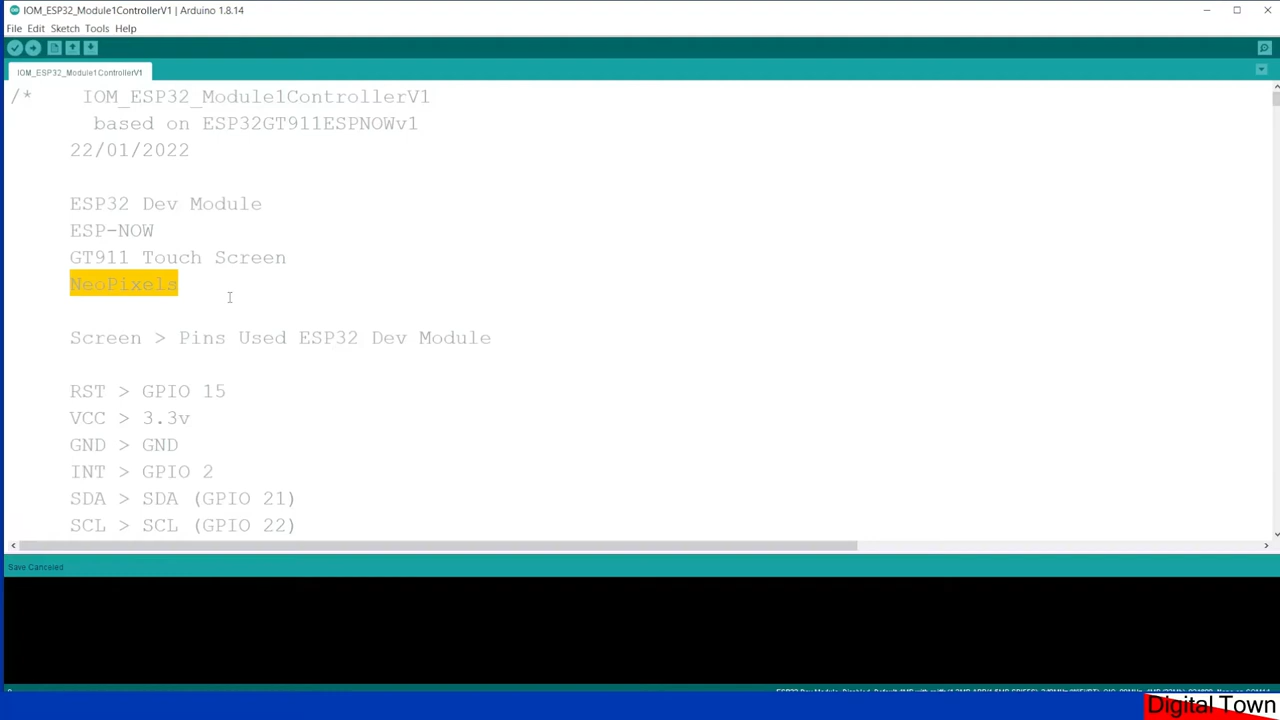 IOM_ESP32_Module1ControllerV1 | Arduino 1.8.14
File Edit Sketch Tools Help
IOM_ESP32_Module1ControllerV1
/* IOM_ESP32_Module1ControllerV1
based on ESP32GT911ESPNOWv1
22/01/2022
ESP32 Dev Module
ESP-NOW
GT911 Touch Screen
NeoPixels
Screen > Pins Used ESP32 Dev Module
RST > GPIO 15
VCC > 3.3v
GND > GND
INT > GPIO 2
SDA > SDA (GPIO 21)
SCL > SCL (GPIO 22)
Save Canceled
Digital Town